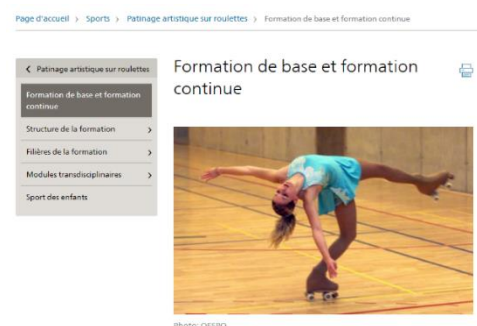 Page d'accueil > Sports > Patinage artistique sur roulettes > Formation de base et formation continue
Patinage artistique sur roulettes
Formation de base et formation
continue
Structure de la formation
Filières de la formation
Modules transdisciplinaires
Sport des enfants
Formation de base et formation
continue
Photo: OFSPO